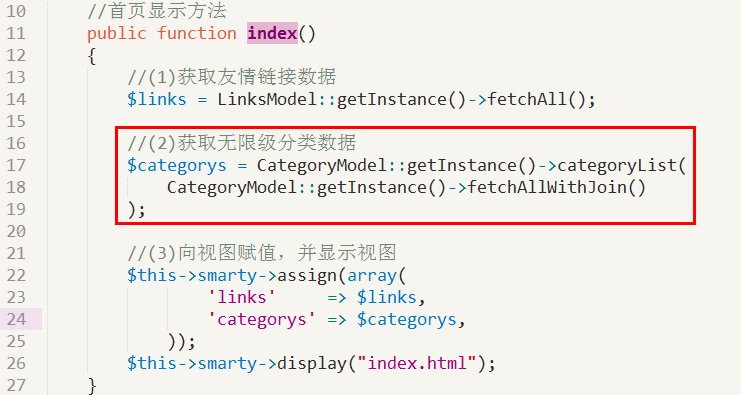 10 //首页显示方法
11 public function index()
12 {
13 //(1)获取友情链接数据
14 $links = LinksModel::getInstance()->fetchAll();
15
16 //(2)获取无限级分类数据
17 $categorys = CategoryModel::getInstance()->categoryList(
18 CategoryModel::getInstance()->fetchAllWithJoin()
19 );
20
21 //(3)向视图赋值，并显示视图
22 $this->smarty->assign(array(
23 'links' => $links,
24 'categorys' => $categorys,
25 ));
26 $this->smarty->display("index.html");
27 }